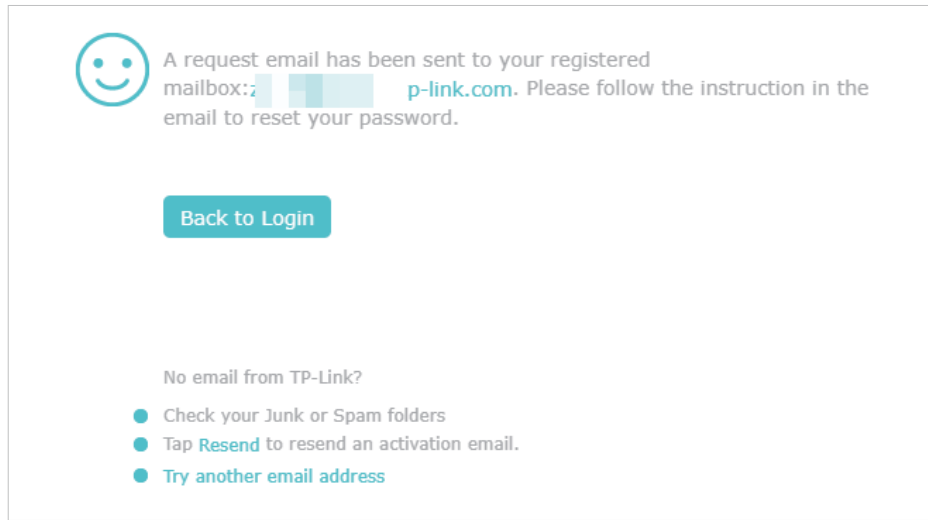 A request email has been sent to your registered
mailbox:z p-link.com. Please follow the instruction in the
email to reset your password.
Back to Login
No email from TP-Link?
Check your Junk or Spam folders
Tap Resend to resend an activation email.
Try another email address